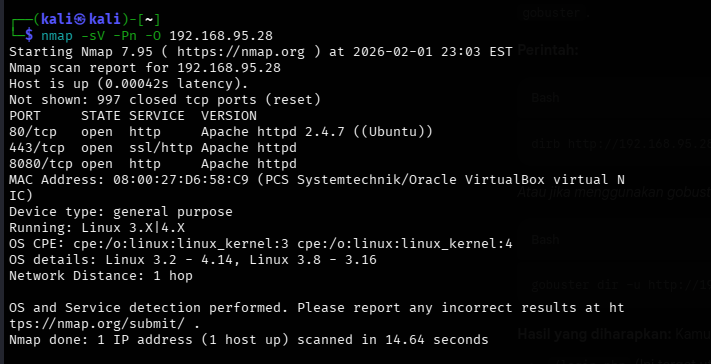 ┌──(kali㉿kali)-[~]
└─$ nmap -sV -Pn -O 192.168.95.28
Starting Nmap 7.95 ( https://nmap.org ) at 2026-02-01 23:03 EST
Nmap scan report for 192.168.95.28
Host is up (0.00042s latency).
Not shown: 997 closed tcp ports (reset)
PORT     STATE SERVICE  VERSION
80/tcp   open  http     Apache httpd 2.4.7 ((Ubuntu))
443/tcp  open  ssl/http Apache httpd
8080/tcp open  http     Apache httpd
MAC Address: 08:00:27:D6:58:C9 (PCS Systemtechnik/Oracle VirtualBox virtual N
IC)
Device type: general purpose
Running: Linux 3.X|4.X
OS CPE: cpe:/o:linux:linux_kernel:3 cpe:/o:linux:linux_kernel:4
OS details: Linux 3.2 - 4.14, Linux 3.8 - 3.16
Network Distance: 1 hop
OS and Service detection performed. Please report any incorrect results at ht
tps://nmap.org/submit/ .
Nmap done: 1 IP address (1 host up) scanned in 14.64 seconds
gobuster
Perintah:
Bash
dirb http://192.168.95.2
Atau jika menggunakan gobust
Bash
gobuster dir -u http://1
Hasil yang diharapkan: Kamu